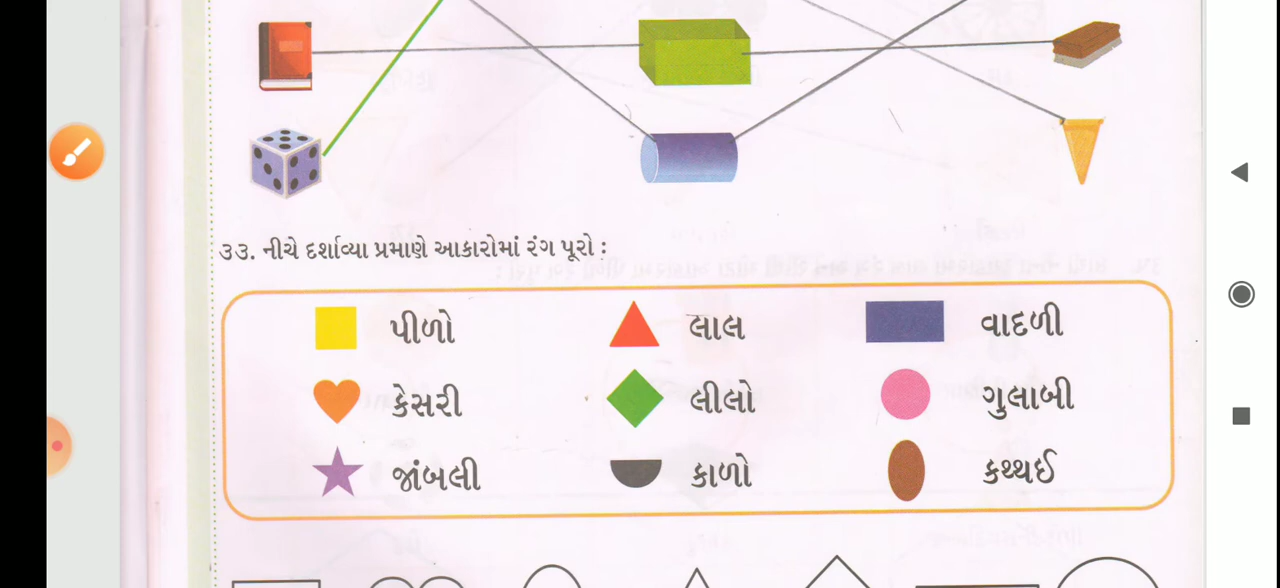 ૩૩. નીચે દર્શાવ્યા પ્રમાણે આકારોમાં રંગ પૂરો :
પીળો લાલ વાદળી
કેસરી લીલો ગુલાબી
જાંબલી કાળો કથ્થઈ